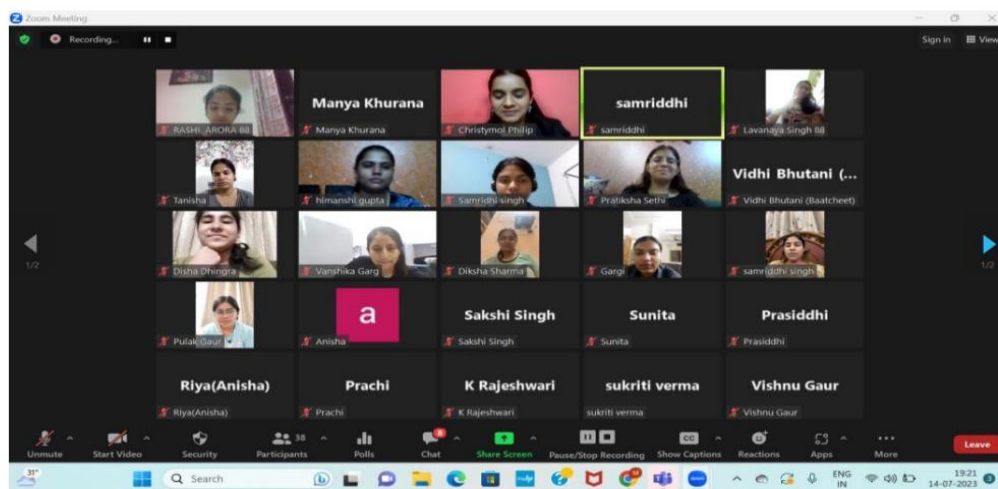 Zoom Meeting
Recording...
Sign in
View
RASHI_ARORA 88
Manya Khurana
Manya Khurana
Christymol Philip
samriddhi
samriddhi
Lavanaya Singh 88
Tanisha
himanshi gupta
Samridhi singh
Pratiksha Sethi
Vidhi Bhutani (...
Vidhi Bhutani (Baatcheet)
Disha Dhingra
Vanshika Garg
Diksha Sharma
Gargi
samriddhi singh
1/2
1/2
Pulak Gaur
a
Anisha
Sakshi Singh
Sakshi Singh
Sunita
Sunita
Prasiddhi
Prasiddhi
Riya(Anisha)
Riya(Anisha)
Prachi
Prachi
K Rajeshwari
K Rajeshwari
sukriti verma
sukriti verma
Vishnu Gaur
Vishnu Gaur
Unmute
Start Video
Security
Participants
38
Polls
Chat
8
Share Screen
Pause/Stop Recording
CC
Show Captions
Reactions
Apps
More
Leave
31°
Search
ENG
IN
19:21
14-07-2023